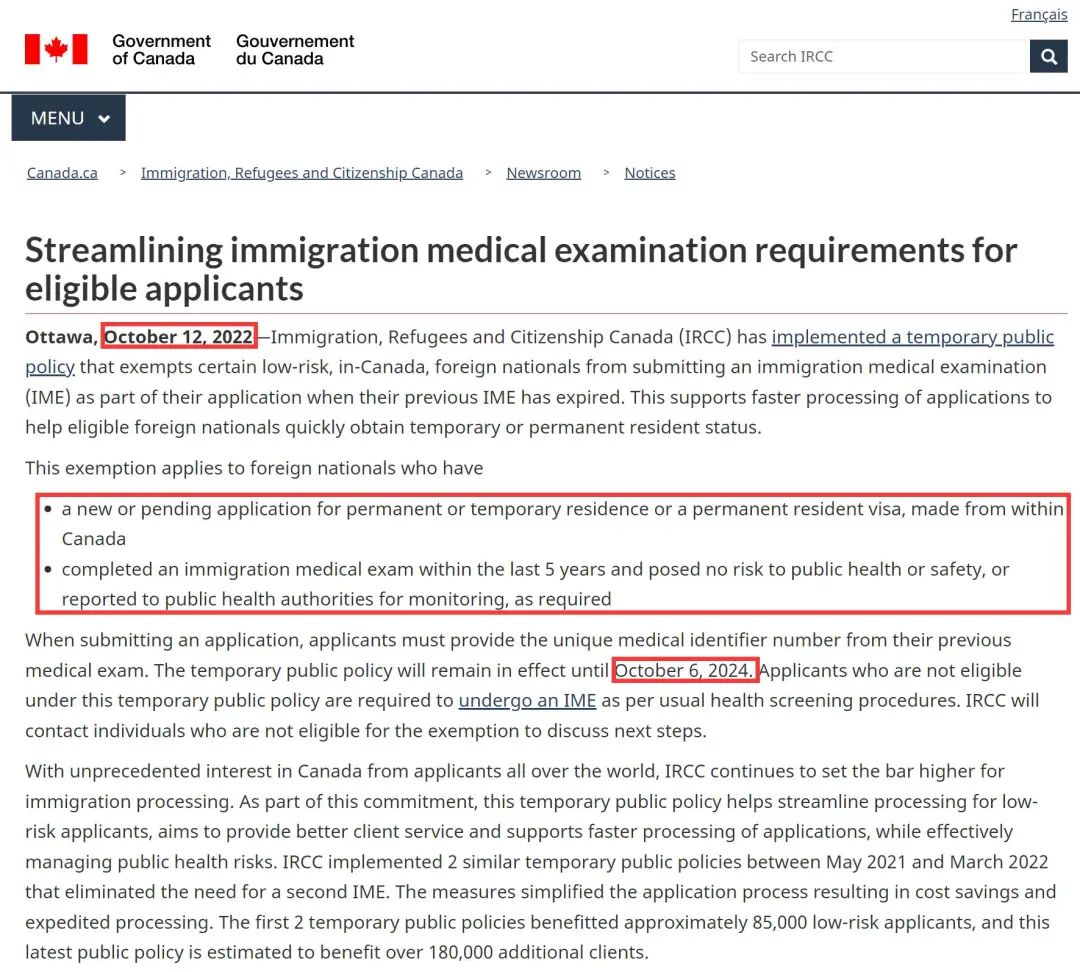 Français
Government of Canada
Gouvernement du Canada
Search IRCC
MENU
Canada.ca > Immigration, Refugees and Citizenship Canada > Newsroom > Notices
Streamlining immigration medical examination requirements for
eligible applicants
Ottawa, October 12, 2022—Immigration, Refugees and Citizenship Canada (IRCC) has implemented a temporary public
policy that exempts certain low-risk, in-Canada, foreign nationals from submitting an immigration medical examination
(IME) as part of their application when their previous IME has expired. This supports faster processing of applications to
help eligible foreign nationals quickly obtain temporary or permanent resident status.
This exemption applies to foreign nationals who have
• a new or pending application for permanent or temporary residence or a permanent resident visa, made from within
Canada
• completed an immigration medical exam within the last 5 years and posed no risk to public health or safety, or
reported to public health authorities for monitoring, as required
When submitting an application, applicants must provide the unique medical identifier number from their previous
medical exam. The temporary public policy will remain in effect until October 6, 2024. Applicants who are not eligible
under this temporary public policy are required to undergo an IME as per usual health screening procedures. IRCC will
contact individuals who are not eligible for the exemption to discuss next steps.
With unprecedented interest in Canada from applicants all over the world, IRCC continues to set the bar higher for
immigration processing. As part of this commitment, this temporary public policy helps streamline processing for low-
risk applicants, aims to provide better client service and supports faster processing of applications, while effectively
managing public health risks. IRCC implemented 2 similar temporary public policies between May 2021 and March 2022
that eliminated the need for a second IME. The measures simplified the application process resulting in cost savings and
expedited processing. The first 2 temporary public policies benefitted approximately 85,000 low-risk applicants, and this
latest public policy is estimated to benefit over 180,000 additional clients.